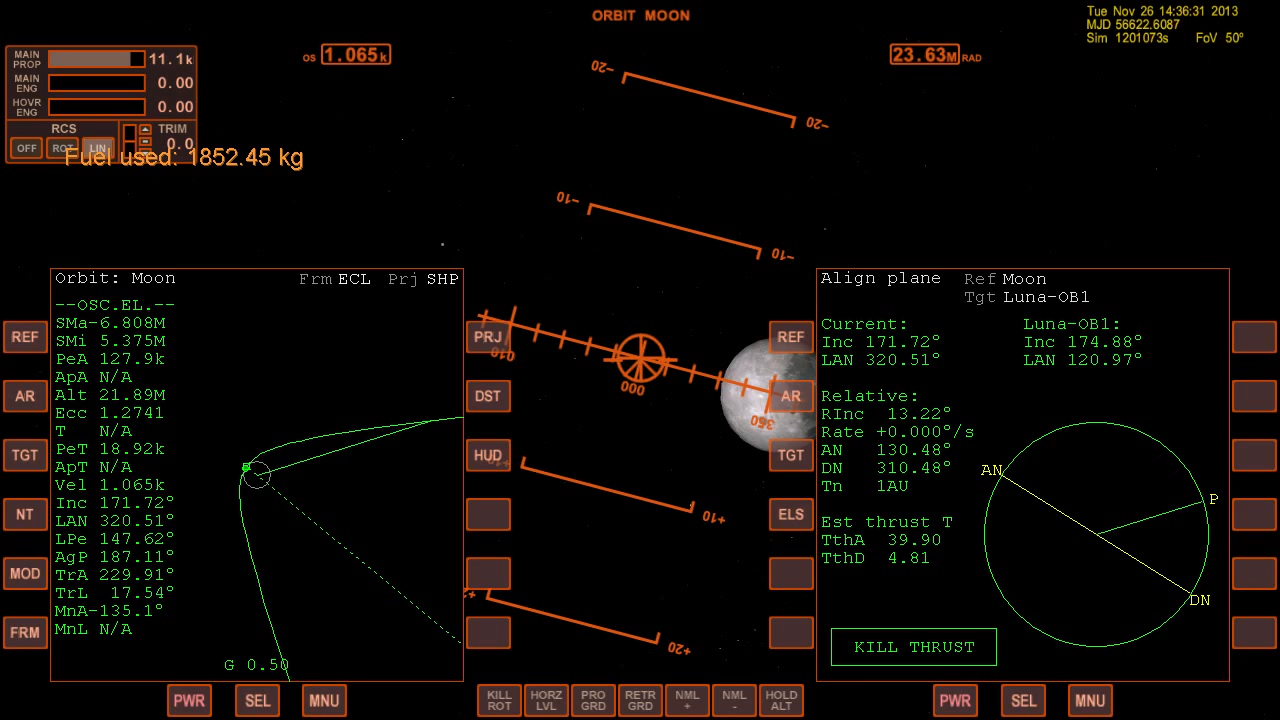 ORBIT MOON
Tue Nov 26 14:36:31 2013
MJD 56622.6087
Sim 1201073s FoV 50°
MAIN PROP 11.1k
MAIN ENG 0.00
HOVR ENG 0.00
RCS TRIM
OFF ROT LIN 0.0
Fuel used: 1852.45 kg
OS 1.065k
23.63M RAD
-20 -20
-10 -10
010 000 350
+10
+20
Orbit: Moon Frm ECL Prj SHP
--OSC.EL.--
SMa-6.808M
SMi 5.375M
PeA 127.9k
ApA N/A
Alt 21.89M
Ecc 1.2741
T N/A
PeT 18.92k
ApT N/A
Vel 1.065k
Inc 171.72°
LAN 320.51°
LPe 147.62°
AgP 187.11°
TrA 229.91°
TrL 17.54°
MnA-135.1°
MnL N/A
G 0.50
REF
AR
TGT
NT
MOD
FRM
PRJ
DST
HUD
PWR SEL MNU
Align plane Ref Moon
Tgt Luna-OB1
Current: Luna-OB1:
Inc 171.72° Inc 174.88°
LAN 320.51° LAN 120.97°
Relative:
RInc 13.22°
Rate +0.000°/s
AN 130.48°
DN 310.48°
Tn 1AU
Est thrust T
TthA 39.90
TthD 4.81
KILL THRUST
AN
P
DN
REF
AR
TGT
ELS
PWR SEL MNU
KILL ROT
HORZ LVL
PRO GRD
RETR GRD
NML +
NML -
HOLD ALT